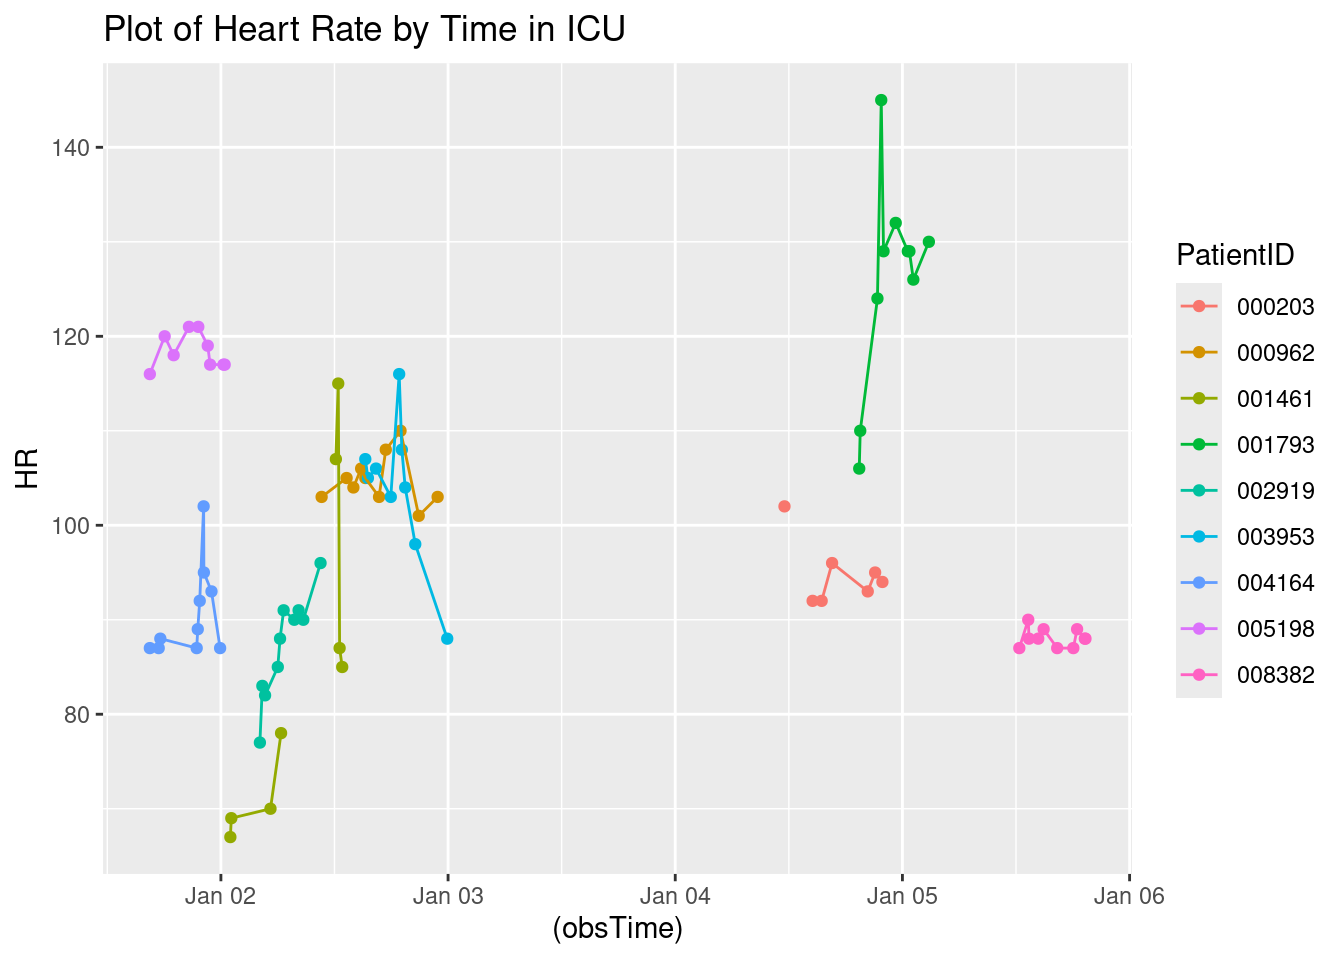 Plot of Heart Rate by Time in ICU
HR
140
120
100
80
Jan 02
Jan 03
Jan 04
Jan 05
Jan 06
(obsTime)
PatientID
000203
000962
001461
001793
002919
003953
004164
005198
008382